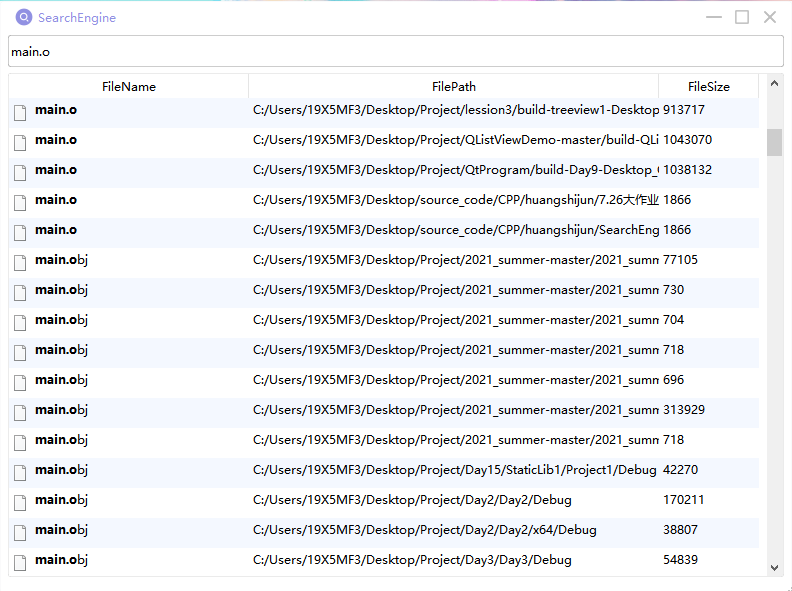 SearchEngine
main.o
FileName FilePath FileSize
main.o C:/Users/19X5MF3/Desktop/Project/lession3/build-treeview1-Desktop 913717
main.o C:/Users/19X5MF3/Desktop/Project/QListViewDemo-master/build-QLi 1043070
main.o C:/Users/19X5MF3/Desktop/Project/QtProgram/build-Day9-Desktop_ 1038132
main.o C:/Users/19X5MF3/Desktop/source_code/CPP/huangshijun/7.26大作业 1866
main.o C:/Users/19X5MF3/Desktop/source_code/CPP/huangshijun/SearchEng 1866
main.obj C:/Users/19X5MF3/Desktop/Project/2021_summer-master/2021_summ 77105
main.obj C:/Users/19X5MF3/Desktop/Project/2021_summer-master/2021_summ 730
main.obj C:/Users/19X5MF3/Desktop/Project/2021_summer-master/2021_summ 704
main.obj C:/Users/19X5MF3/Desktop/Project/2021_summer-master/2021_summ 718
main.obj C:/Users/19X5MF3/Desktop/Project/2021_summer-master/2021_summ 696
main.obj C:/Users/19X5MF3/Desktop/Project/2021_summer-master/2021_summ 313929
main.obj C:/Users/19X5MF3/Desktop/Project/2021_summer-master/2021_summ 718
main.obj C:/Users/19X5MF3/Desktop/Project/Day15/StaticLib1/Project1/Debug 42270
main.obj C:/Users/19X5MF3/Desktop/Project/Day2/Day2/Debug 170211
main.obj C:/Users/19X5MF3/Desktop/Project/Day2/Day2/x64/Debug 38807
main.obj C:/Users/19X5MF3/Desktop/Project/Day3/Day3/Debug 54839